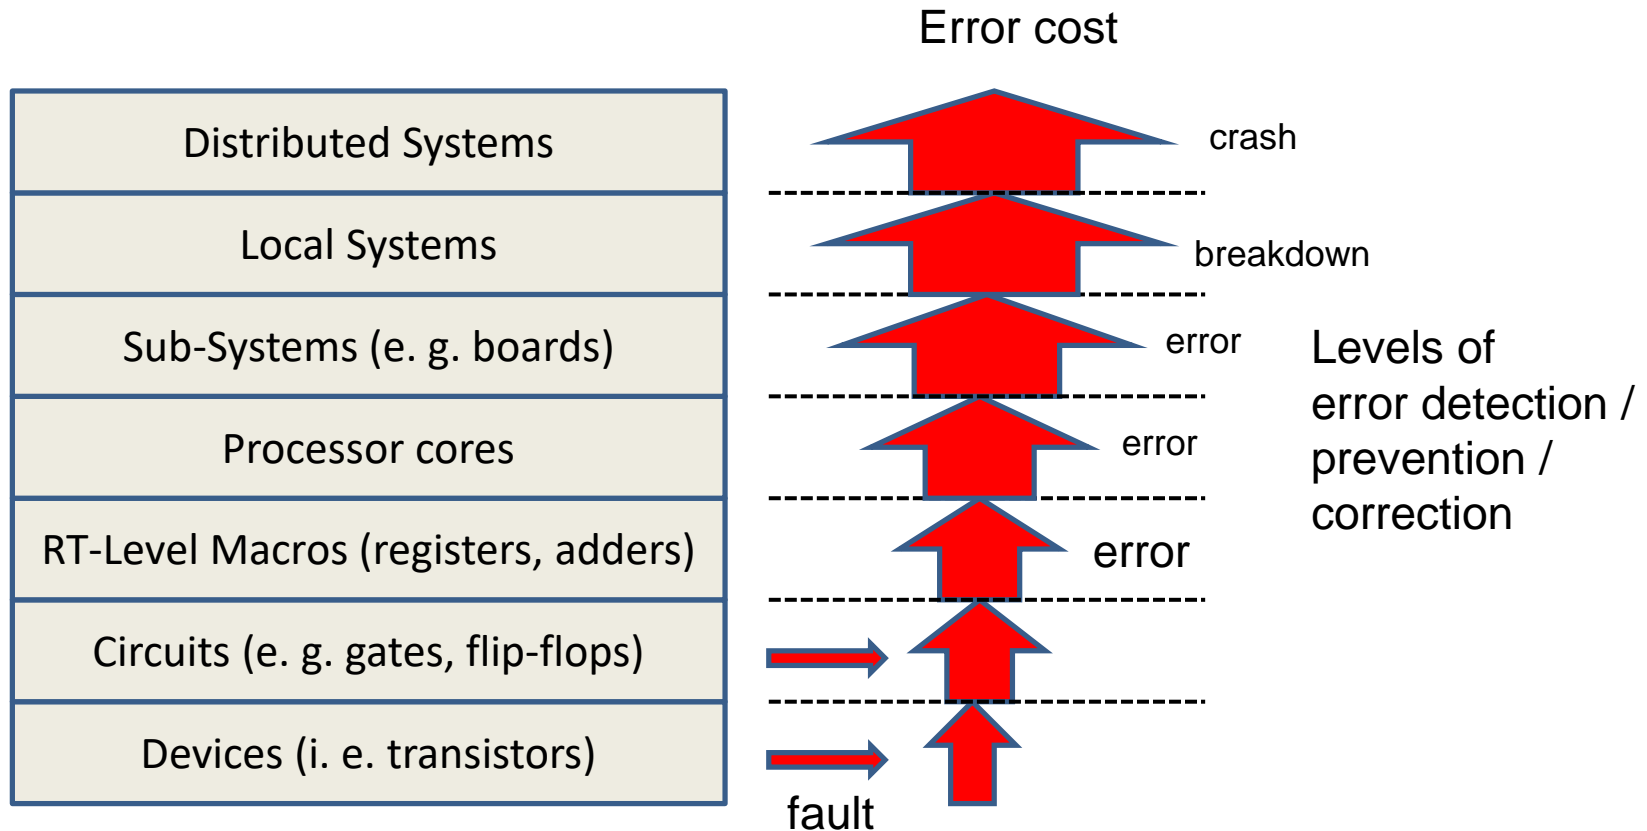 Error cost
Distributed Systems
crash
Local Systems
breakdown
Sub-Systems (e. g. boards)
error
Levels of
error detection /
prevention /
correction
Processor cores
error
RT-Level Macros (registers, adders)
error
Circuits (e. g. gates, flip-flops)
Devices (i. e. transistors)
fault